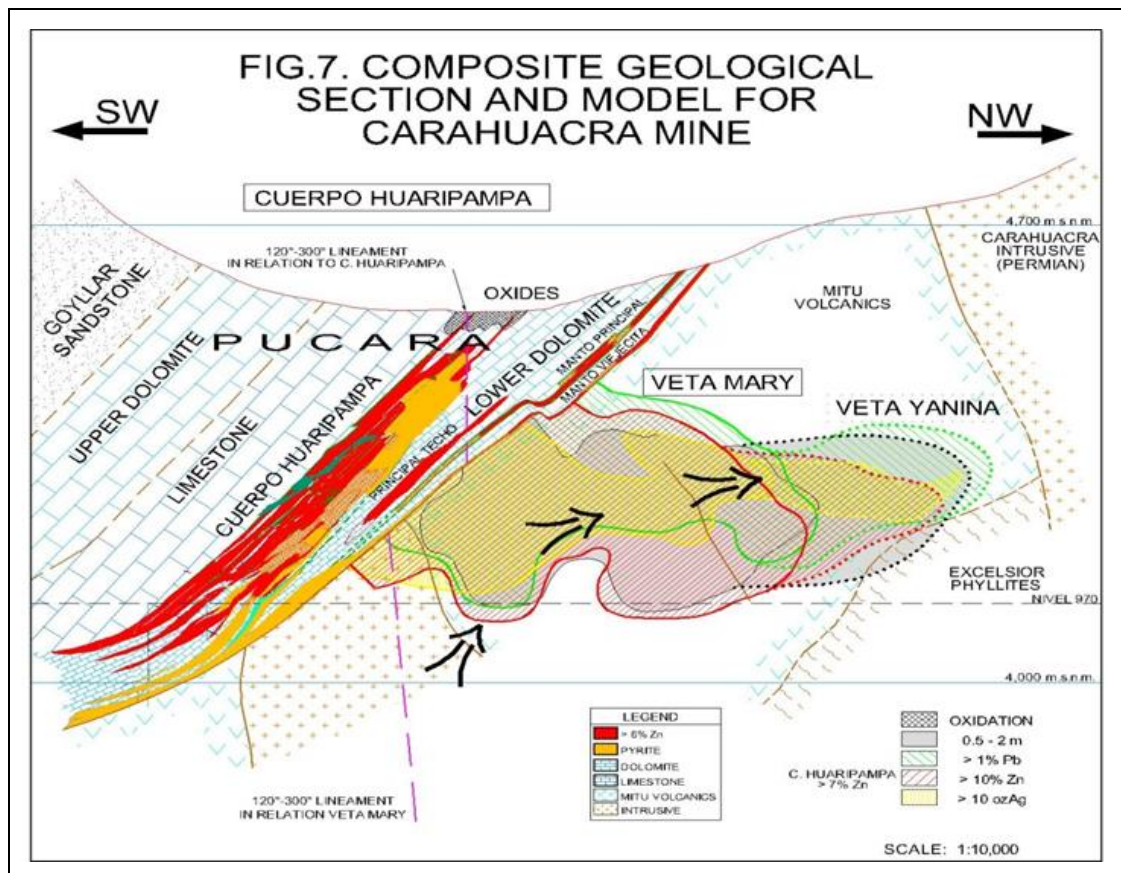 FIG.7. COMPOSITE GEOLOGICAL
SECTION AND MODEL FOR
CARAHUACRA MINE
SW
NW
CUERPO HUARIPAMPA
120°-300° LINEAMENT
IN RELATION TO C. HUARIPAMPA
OXIDES
4,700 m.s.n.m.
CARAHUACRA
INTRUSIVE
(PERMIAN)
MITU
VOLCANICS
GOYLLAR
SANDSTONE
PUCARA
UPPER DOLOMITE
LIMESTONE
CUERPO HUARIPAMPA
PRINCIPAL TECHO
LOWER DOLOMITE
MANTO PRINCIPAL
MANTO VIEJECITA
VETA MARY
VETA YANINA
EXCELSIOR
PHYLLITES
NIVEL 970
4,000 m.s.n.m.
120°-300° LINEAMENT
IN RELATION VETA MARY
LEGEND
> 6% Zn
PYRITE
DOLOMITE
LIMESTONE
MITU VOLCANICS
INTRUSIVE
OXIDATION
0.5 - 2 m
> 1% Pb
C. HUARIPAMPA
> 7% Zn
> 10% Zn
> 10 ozAg
SCALE: 1:10,000